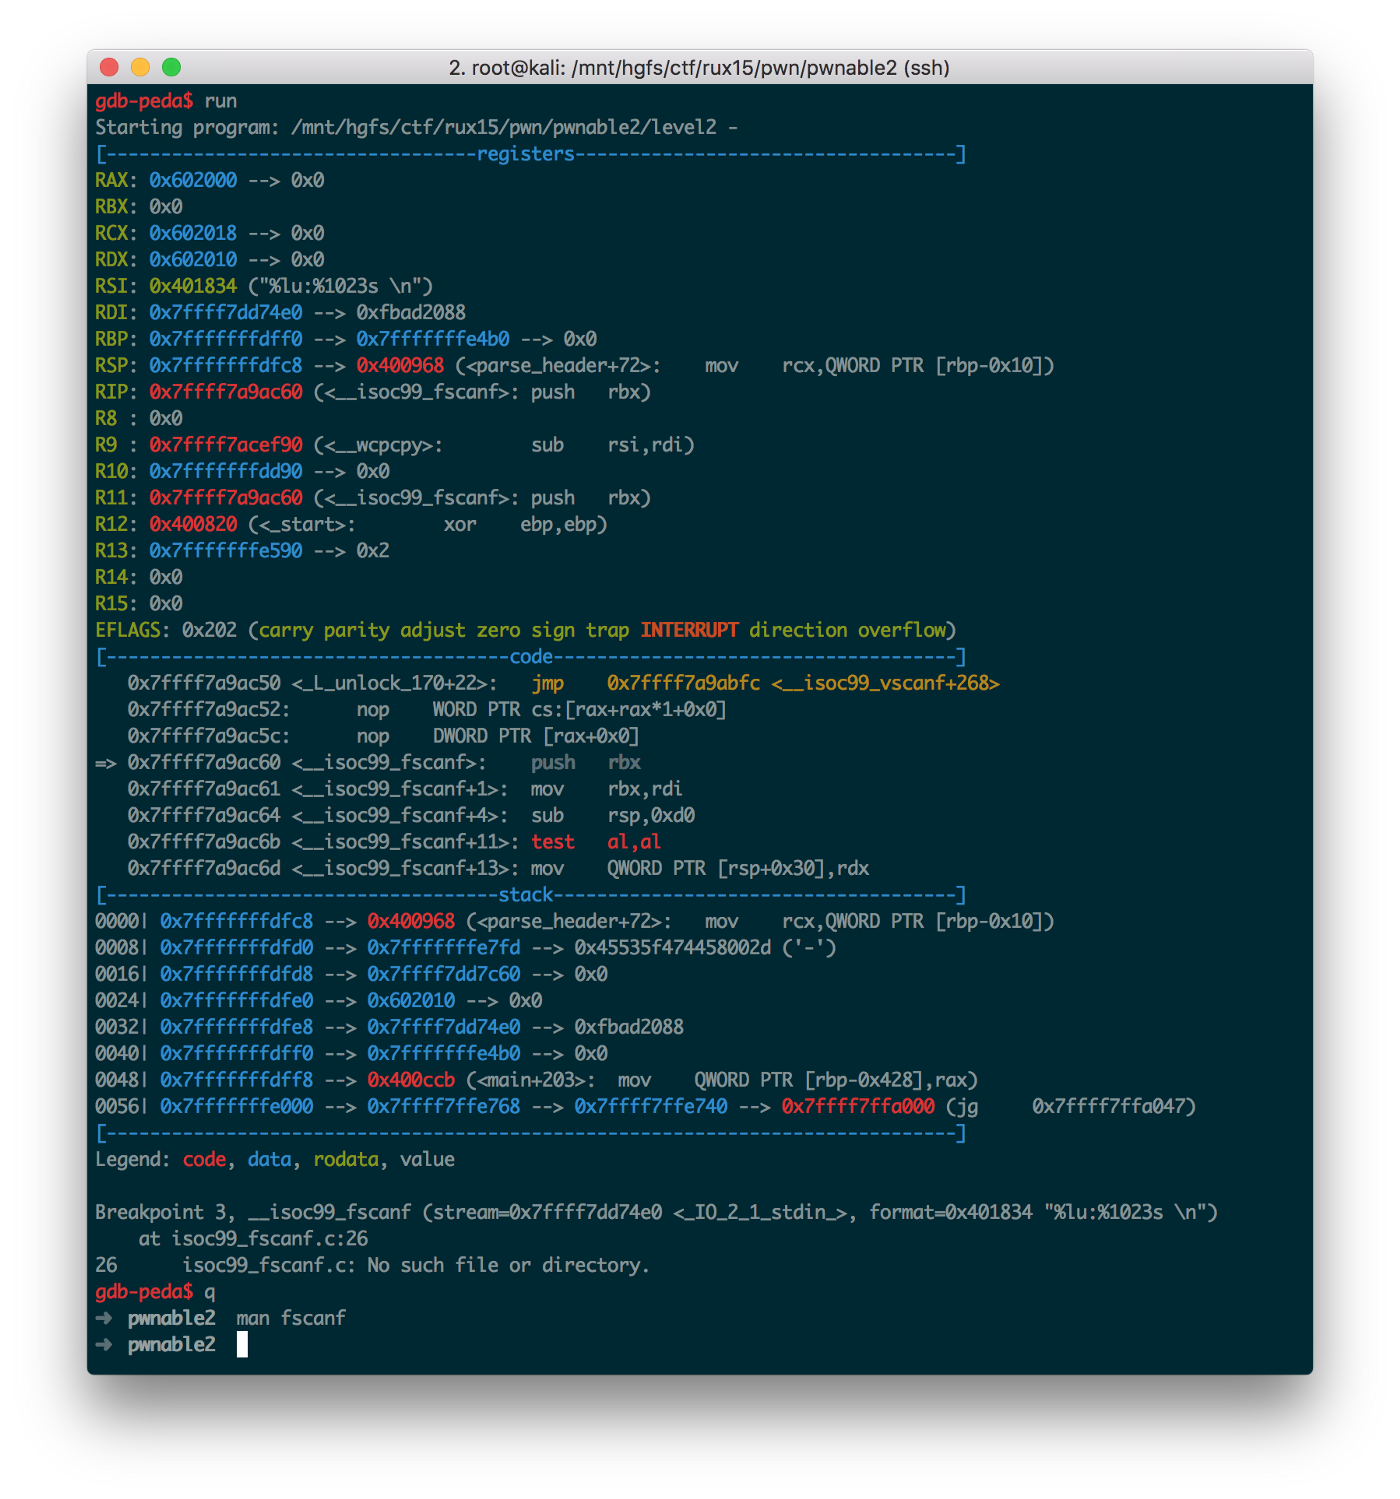 2. root@kali: /mnt/hgfs/ctf/rux15/pwn/pwnable2 (ssh)
gdb-peda$ run
Starting program: /mnt/hgfs/ctf/rux15/pwn/pwnable2/level2 -
[----------------------------------registers-----------------------------------]
RAX: 0x602000 --> 0x0
RBX: 0x0
RCX: 0x602018 --> 0x0
RDX: 0x602010 --> 0x0
RSI: 0x401834 ("%lu:%1023s \n")
RDI: 0x7ffff7dd74e0 --> 0xfbad2088
RBP: 0x7fffffffdff0 --> 0x7fffffffe4b0 --> 0x0
RSP: 0x7fffffffdfc8 --> 0x400968 (<parse_header+72>:    mov    rcx,QWORD PTR [rbp-0x10])
RIP: 0x7ffff7a9ac60 (<__isoc99_fscanf>: push   rbx)
R8 : 0x0
R9 : 0x7ffff7acef90 (<__wcpcpy>:        sub    rsi,rdi)
R10: 0x7fffffffdd90 --> 0x0
R11: 0x7ffff7a9ac60 (<__isoc99_fscanf>: push   rbx)
R12: 0x400820 (<_start>:        xor    ebp,ebp)
R13: 0x7fffffffe590 --> 0x2
R14: 0x0
R15: 0x0
EFLAGS: 0x202 (carry parity adjust zero sign trap INTERRUPT direction overflow)
[-------------------------------------code-------------------------------------]
   0x7ffff7a9ac50 <_L_unlock_170+22>:   jmp    0x7ffff7a9abfc <__isoc99_vscanf+268>
   0x7ffff7a9ac52:      nop    WORD PTR cs:[rax+rax*1+0x0]
   0x7ffff7a9ac5c:      nop    DWORD PTR [rax+0x0]
=> 0x7ffff7a9ac60 <__isoc99_fscanf>:    push   rbx
   0x7ffff7a9ac61 <__isoc99_fscanf+1>:  mov    rbx,rdi
   0x7ffff7a9ac64 <__isoc99_fscanf+4>:  sub    rsp,0xd0
   0x7ffff7a9ac6b <__isoc99_fscanf+11>: test   al,al
   0x7ffff7a9ac6d <__isoc99_fscanf+13>: mov    QWORD PTR [rsp+0x30],rdx
[------------------------------------stack-------------------------------------]
0000| 0x7fffffffdfc8 --> 0x400968 (<parse_header+72>:   mov    rcx,QWORD PTR [rbp-0x10])
0008| 0x7fffffffdfd0 --> 0x7fffffffe7fd --> 0x45535f474458002d ('-')
0016| 0x7fffffffdfd8 --> 0x7ffff7dd7c60 --> 0x0
0024| 0x7fffffffdfe0 --> 0x602010 --> 0x0
0032| 0x7fffffffdfe8 --> 0x7ffff7dd74e0 --> 0xfbad2088
0040| 0x7fffffffdff0 --> 0x7fffffffe4b0 --> 0x0
0048| 0x7fffffffdff8 --> 0x400ccb (<main+203>:  mov    QWORD PTR [rbp-0x428],rax)
0056| 0x7fffffffe000 --> 0x7ffff7ffe768 --> 0x7ffff7ffe740 --> 0x7ffff7ffa000 (jg     0x7ffff7ffa047)
[------------------------------------------------------------------------------]
Legend: code, data, rodata, value
Breakpoint 3, __isoc99_fscanf (stream=0x7ffff7dd74e0 <_IO_2_1_stdin_>, format=0x401834 "%lu:%1023s \n")
    at isoc99_fscanf.c:26
26      isoc99_fscanf.c: No such file or directory.
gdb-peda$ q
➜  pwnable2  man fscanf
➜  pwnable2